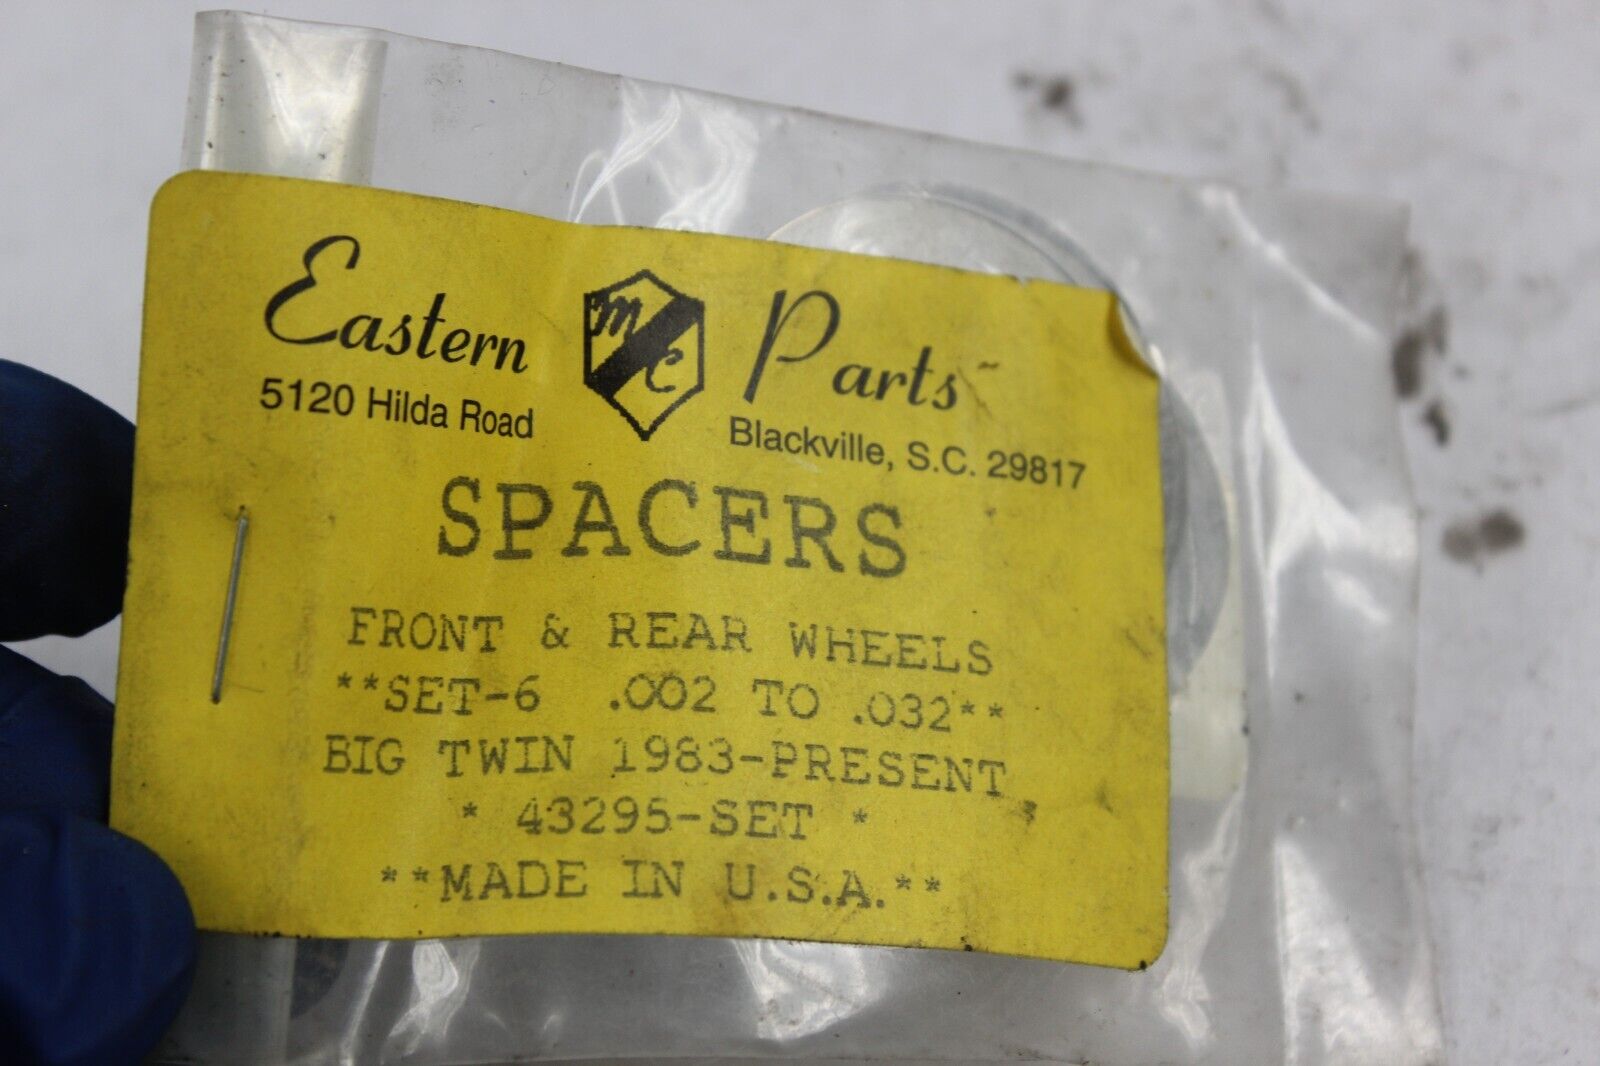 Eastern mc Parts
5120 Hilda Road
Blackville, S.C. 29817
SPACERS
FRONT & REAR WHEELS
**SET-6 .002 TO .032**
BIG TWIN 1983-PRESENT
* 43295-SET *
**MADE IN U.S.A.**